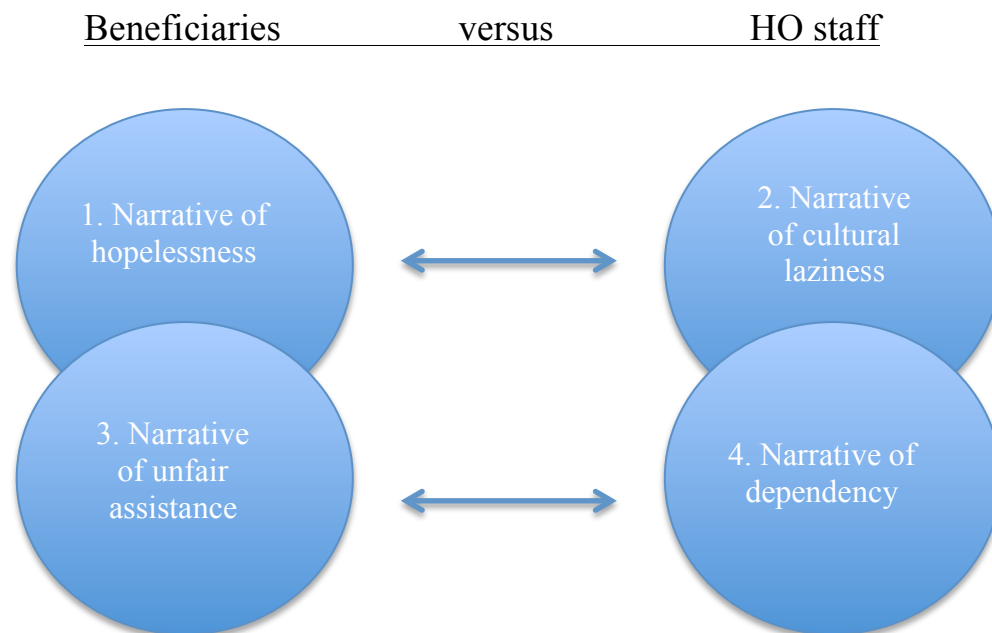 Beneficiaries versus HO staff
1. Narrative of
hopelessness
2. Narrative
of cultural
laziness
3. Narrative
of unfair
assistance
4. Narrative of
dependency